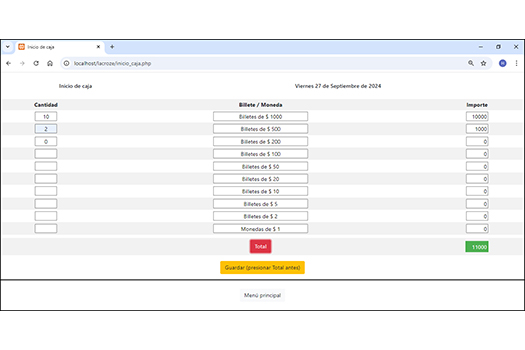 Inicio de caja
localhost/lacroze/inicio_caja.php
Inicio de caja Viernes 27 de Septiembre de 2024
Cantidad Billete / Moneda Importe
10 Billetes de $ 1000 10000
2 Billetes de $ 500 1000
0 Billetes de $ 200 0
Billetes de $ 100 0
Billetes de $ 50 0
Billetes de $ 20 0
Billetes de $ 10 0
Billetes de $ 5 0
Billetes de $ 2 0
Monedas de $ 1 0
Total 11000
Guardar (presionar Total antes)
Menú principal